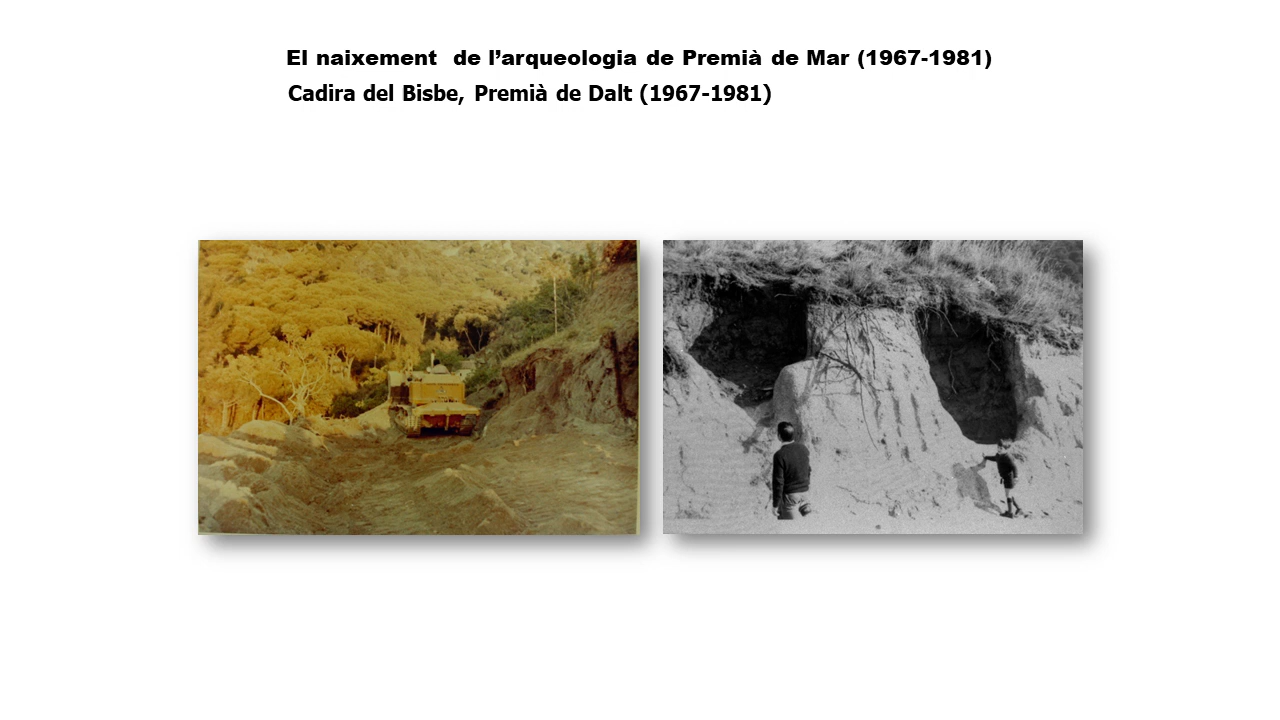 El naixement  de l’arqueologia de Premià de Mar (1967-1981)
Cadira del Bisbe, Premià de Dalt (1967-1981)